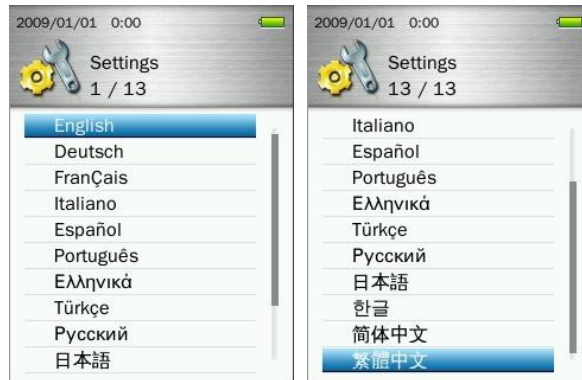 2009/01/01 0:00
Settings
1 / 13
English
Deutsch
FranÇais
Italiano
Español
Português
Ελληνικά
Türkçe
Русский
日本語
2009/01/01 0:00
Settings
13 / 13
Italiano
Español
Português
Ελληνικά
Türkçe
Русский
日本語
한글
简体中文
繁體中文